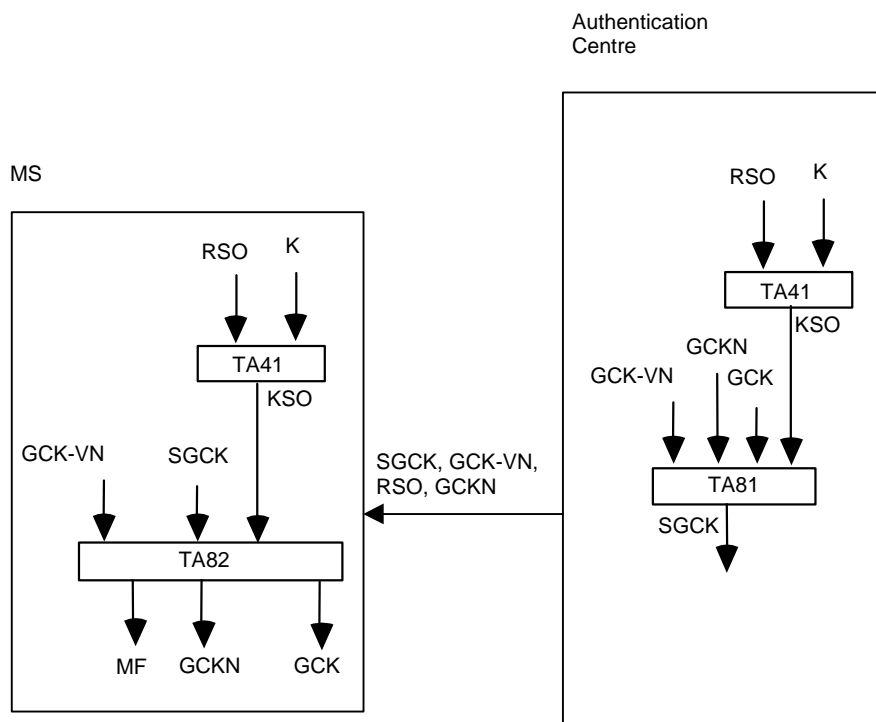 Authentication
Centre
MS
RSO
K
TA41
KSO
GCK-VN
SGCK
TA82
MF
GCKN
GCK
SGCK, GCK-VN,
RSO, GCKN
RSO
K
TA41
KSO
GCKN
GCK-VN
GCK
TA81
SGCK